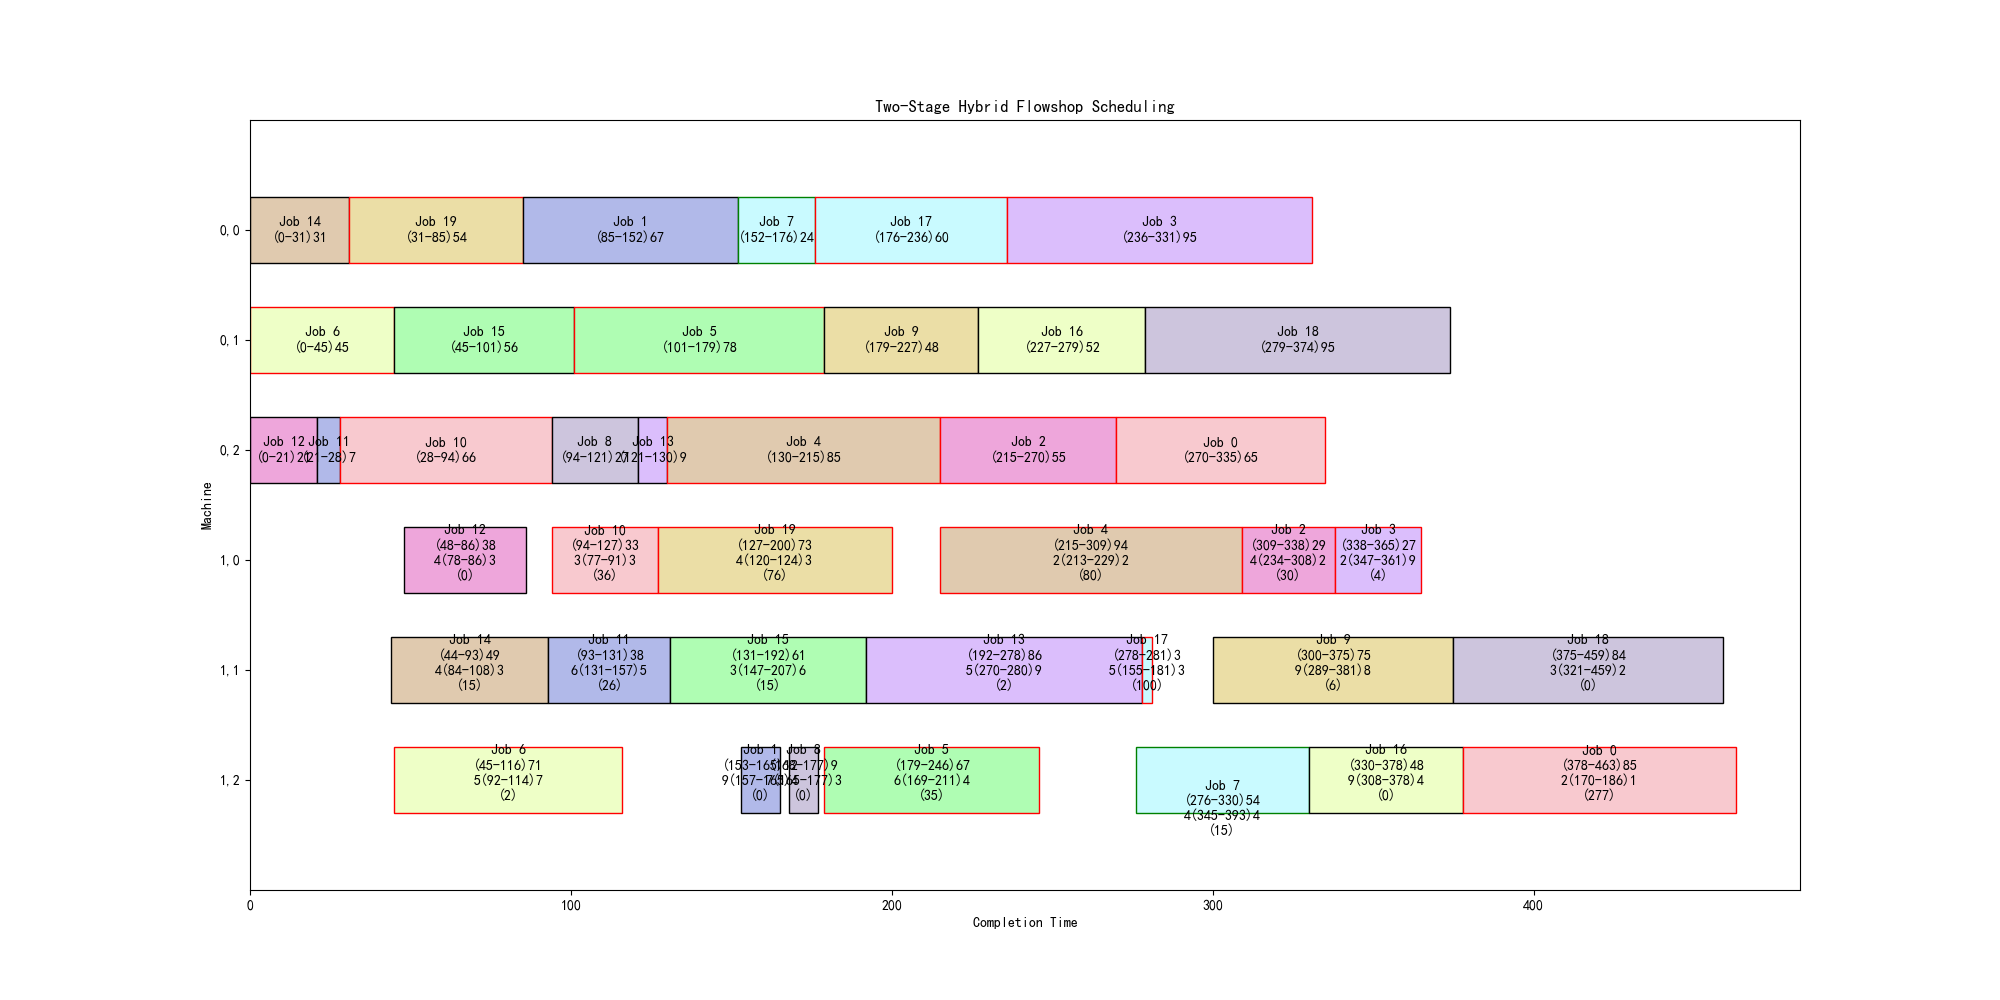 Two-Stage Hybrid Flowshop Scheduling
0,0
Job 14
(0-31)31
Job 19
(31-85)54
Job 1
(85-152)67
Job 7
(152-176)24
Job 17
(176-236)60
Job 3
(236-331)95
0,1
Job 6
(0-45)45
Job 15
(45-101)56
Job 5
(101-179)78
Job 9
(179-227)48
Job 16
(227-279)52
Job 18
(279-374)95
0,2
Job 12
(0-21)21
Job 11
(21-28)7
Job 10
(28-94)66
Job 8
(94-121)27
Job 13
(121-130)9
Job 4
(130-215)85
Job 2
(215-270)55
Job 0
(270-335)65
Machine
1,0
Job 12
(48-86)38
4(78-86)3
(0)
Job 10
(94-127)33
3(77-91)3
(36)
Job 19
(127-200)73
4(120-124)3
(76)
Job 4
(215-309)94
2(213-229)2
(80)
Job 2
(309-338)29
4(234-308)2
(30)
Job 3
(338-365)27
2(347-361)9
(4)
1,1
Job 14
(44-93)49
4(84-108)3
(15)
Job 11
(93-131)38
6(131-157)5
(26)
Job 15
(131-192)61
3(147-207)6
(15)
Job 13
(192-278)86
5(270-280)9
(2)
Job 17
(278-281)3
5(155-181)3
(100)
Job 9
(300-375)75
9(289-381)8
(6)
Job 18
(375-459)84
3(321-459)2
(0)
1,2
Job 6
(45-116)71
5(92-114)7
(2)
Job 1
(153-165)12
(0)
Job 8
(168-177)9
(0)
Job 5
(179-246)67
6(169-211)4
(35)
Job 7
(276-330)54
4(345-393)4
(15)
Job 16
(330-378)48
9(308-378)4
(0)
Job 0
(378-463)85
2(170-186)1
(277)
0
100
200
300
400
Completion Time